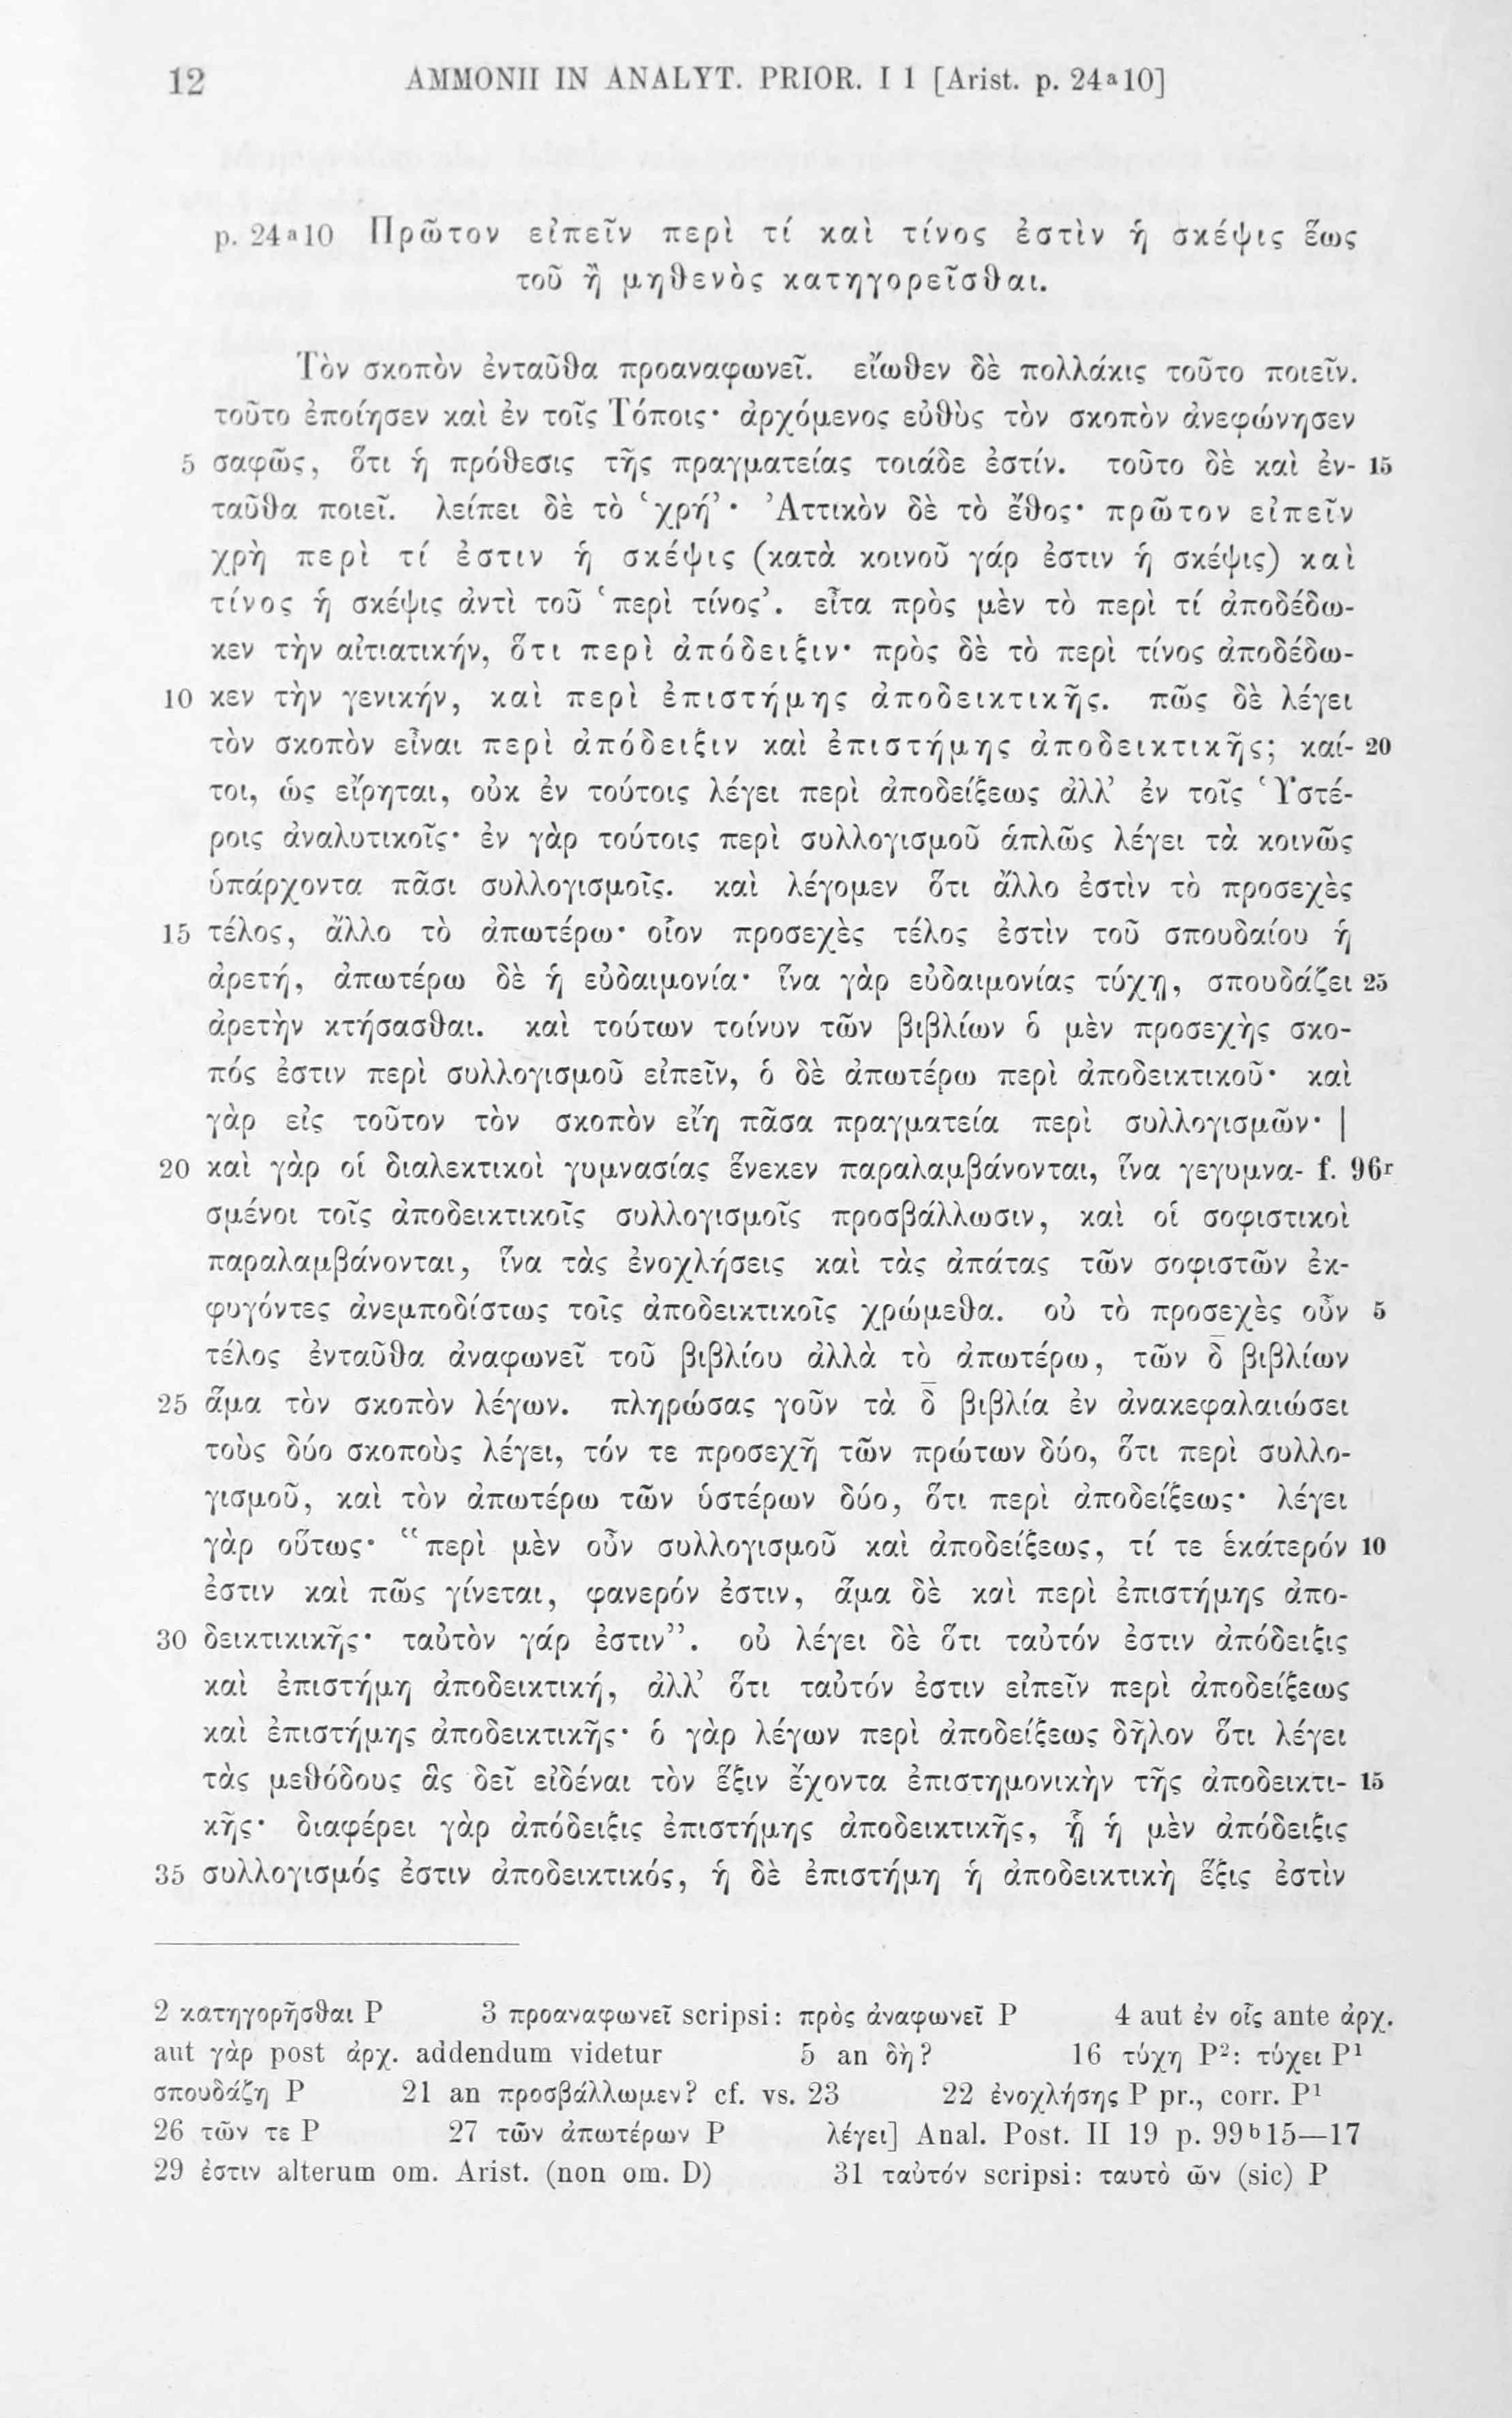 12 AMMONII IN ANALYT. PRIOR. I 1 [Arist. p. 24ᵃ10]
p. 24ᵃ10 Πρῶτον εἰπεῖν περὶ τί καὶ τίνος ἐστὶν ἡ σκέψις ἕως
τοῦ ἢ μηθενὸς κατηγορεῖσθαι.
Τὸν σκοπὸν ἐνταῦθα προαναφωνεῖ. εἴωθεν δὲ πολλάκις τοῦτο ποιεῖν.
τοῦτο ἐποίησεν καὶ ἐν τοῖς Τόποις· ἀρχόμενος εὐθὺς τὸν σκοπὸν ἀνεφώνησεν
5 σαφῶς, ὅτι ἡ πρόθεσις τῆς πραγματείας τοιάδε ἐστίν. τοῦτο δὲ καὶ ἐν- 15
ταῦθα ποιεῖ. λείπει δὲ τὸ ‘χρή’· Ἀττικὸν δὲ τὸ ἔθος· πρῶτον εἰπεῖν
χρὴ περὶ τί ἐστιν ἡ σκέψις (κατὰ κοινοῦ γάρ ἐστιν ἡ σκέψις) καὶ
τίνος ἡ σκέψις ἀντὶ τοῦ ‘περὶ τίνος’. εἶτα πρὸς μὲν τὸ περὶ τί ἀποδέδω-
κεν τὴν αἰτιατικήν, ὅτι περὶ ἀπόδειξιν· πρὸς δὲ τὸ περὶ τίνος ἀποδέδω-
10 κεν τὴν γενικήν, καὶ περὶ ἐπιστήμης ἀποδεικτικῆς. πῶς δὲ λέγει
τὸν σκοπὸν εἶναι περὶ ἀπόδειξιν καὶ ἐπιστήμης ἀποδεικτικῆς; καί- 20
τοι, ὡς εἴρηται, οὐκ ἐν τούτοις λέγει περὶ ἀποδείξεως ἀλλ’ ἐν τοῖς Ὑστέ-
ροις ἀναλυτικοῖς· ἐν γὰρ τούτοις περὶ συλλογισμοῦ ἁπλῶς λέγει τὰ κοινῶς
ὑπάρχοντα πᾶσι συλλογισμοῖς. καὶ λέγομεν ὅτι ἄλλο ἐστὶν τὸ προσεχὲς
15 τέλος, ἄλλο τὸ ἀπωτέρω· οἷον προσεχὲς τέλος ἐστὶν τοῦ σπουδαίου ἡ
ἀρετή, ἀπωτέρω δὲ ἡ εὐδαιμονία· ἵνα γὰρ εὐδαιμονίας τύχῃ, σπουδάζει 25
ἀρετὴν κτήσασθαι. καὶ τούτων τοίνυν τῶν βιβλίων ὁ μὲν προσεχὴς σκο-
πός ἐστιν περὶ συλλογισμοῦ εἰπεῖν, ὁ δὲ ἀπωτέρω περὶ ἀποδεικτικοῦ· καὶ
γὰρ εἰς τοῦτον τὸν σκοπὸν εἴη πᾶσα πραγματεία περὶ συλλογισμῶν· |
20 καὶ γὰρ οἱ διαλεκτικοὶ γυμνασίας ἕνεκεν παραλαμβάνονται, ἵνα γεγυμνα- f. 96ʳ
σμένοι τοῖς ἀποδεικτικοῖς συλλογισμοῖς προσβάλλωσιν, καὶ οἱ σοφιστικοὶ
παραλαμβάνονται, ἵνα τὰς ἐνοχλήσεις καὶ τὰς ἀπάτας τῶν σοφιστῶν ἐκ-
φυγόντες ἀνεμποδίστως τοῖς ἀποδεικτικοῖς χρώμεθα. οὐ τὸ προσεχὲς οὖν 5
τέλος ἐνταῦθα ἀναφωνεῖ τοῦ βιβλίου ἀλλὰ τὸ ἀπωτέρω, τῶν δ̅ βιβλίων
25 ἅμα τὸν σκοπὸν λέγων. πληρώσας γοῦν τὰ δ̅ βιβλία ἐν ἀνακεφαλαιώσει
τοὺς δύο σκοποὺς λέγει, τόν τε προσεχῆ τῶν πρώτων δύο, ὅτι περὶ συλλο-
γισμοῦ, καὶ τὸν ἀπωτέρω τῶν ὑστέρων δύο, ὅτι περὶ ἀποδείξεως· λέγει
γὰρ οὕτως· “περὶ μὲν οὖν συλλογισμοῦ καὶ ἀποδείξεως, τί τε ἑκάτερόν 10
ἐστιν καὶ πῶς γίνεται, φανερόν ἐστιν, ἅμα δὲ καὶ περὶ ἐπιστήμης ἀπο-
30 δεικτικικῆς· ταὐτὸν γάρ ἐστιν”. οὐ λέγει δὲ ὅτι ταὐτόν ἐστιν ἀπόδειξις
καὶ ἐπιστήμη ἀποδεικτική, ἀλλ’ ὅτι ταὐτόν ἐστιν εἰπεῖν περὶ ἀποδείξεως
καὶ ἐπιστήμης ἀποδεικτικῆς· ὁ γὰρ λέγων περὶ ἀποδείξεως δῆλον ὅτι λέγει
τὰς μεθόδους ἃς δεῖ εἰδέναι τὸν ἕξιν ἔχοντα ἐπιστημονικὴν τῆς ἀποδεικτι- 15
κῆς· διαφέρει γὰρ ἀπόδειξις ἐπιστήμης ἀποδεικτικῆς, ᾗ ἡ μὲν ἀπόδειξις
35 συλλογισμός ἐστιν ἀποδεικτικός, ἡ δὲ ἐπιστήμη ἡ ἀποδεικτικὴ ἕξις ἐστὶν
2 κατηγορῆσθαι P 3 προαναφωνεῖ scripsi: πρὸς ἀναφωνεῖ P 4 aut ἐν οἷς ante ἀρχ.
aut γὰρ post ἀρχ. addendum videtur 5 an δὴ? 16 τύχη P²: τύχει P¹
σπουδάζη P 21 an προσβάλλωμεν? cf. vs. 23 22 ἐνοχλήσης P pr., corr. P¹
26 τῶν τε P 27 τῶν ἀπωτέρων P λέγει] Anal. Post. II 19 p. 99ᵇ15—17
29 ἐστιν alterum om. Arist. (non om. D) 31 ταὐτόν scripsi: ταυτὸ ὢν (sic) P